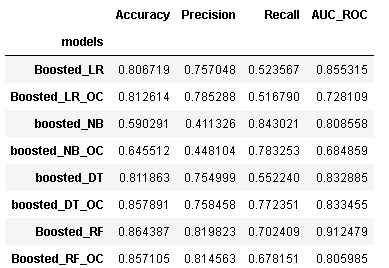 Accuracy Precision Recall AUC_ROC
models
Boosted_LR 0.806719 0.757048 0.523567 0.855315
Boosted_LR_OC 0.812614 0.785288 0.516790 0.728109
boosted_NB 0.590291 0.411326 0.843021 0.808558
boosted_NB_OC 0.645512 0.448104 0.783253 0.684859
boosted_DT 0.811863 0.754999 0.552240 0.832885
boosted_DT_OC 0.857891 0.758458 0.772351 0.833455
Boosted_RF 0.864387 0.819823 0.702409 0.912479
Boosted_RF_OC 0.857105 0.814563 0.678151 0.805985